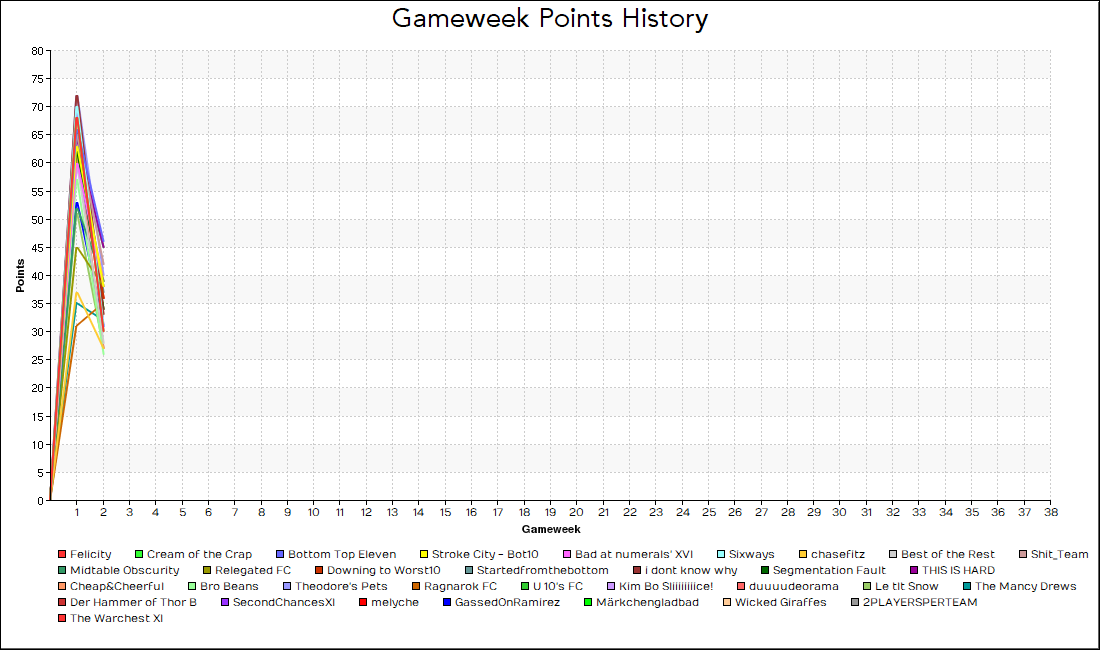 Gameweek Points History
80
75
70
65
60
55
50
45
40
35
30
25
20
15
10
5
0
Points
1 2 3 4 5 6 7 8 9 10 11 12 13 14 15 16 17 18 19 20 21 22 23 24 25 26 27 28 29 30 31 32 33 34 35 36 37 38
Gameweek
Felicity Cream of the Crap Bottom Top Eleven Stroke City - Bot10 Bad at numerals' XVI Sixways chasefitz Best of the Rest Shit_Team
Midtable Obscurity Relegated FC Downing to Worst10 Startedfromthebottom i dont know why Segmentation Fault THIS IS HARD
Cheap&Cheerful Bro Beans Theodore's Pets Ragnarok FC U10's FC Kim Bo Sliiiiiiiice! duuuudeorama Le tIt Snow The Mancy Drews
Der Hammer of Thor B SecondChancesXI melyche GassedOnRamirez Märkchengladbad Wicked Giraffes 2PLAYERSPERTEAM
The Warchest XI